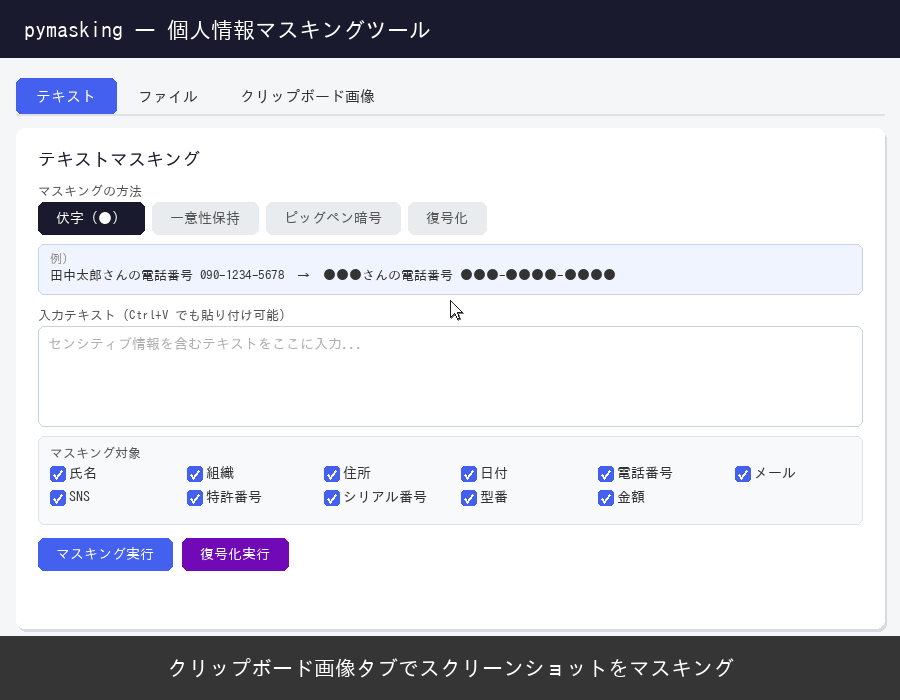 pymasking — 個人情報マスキングツール
テキスト ファイル クリップボード画像
テキストマスキング
マスキングの方法
伏字（●） 一意性保持 ピッグペン暗号 復号化
例）
田中太郎さんの電話番号 090-1234-5678 → ●●●さんの電話番号 ●●●-●●●●-●●●●
入力テキスト（Ctrl+V でも貼り付け可能）
センシティブ情報を含むテキストをここに入力...
マスキング対象
氏名 組織 住所 日付 電話番号 メール
SNS 特許番号 シリアル番号 型番 金額
マスキング実行 復号化実行
クリップボード画像タブでスクリーンショットをマスキング